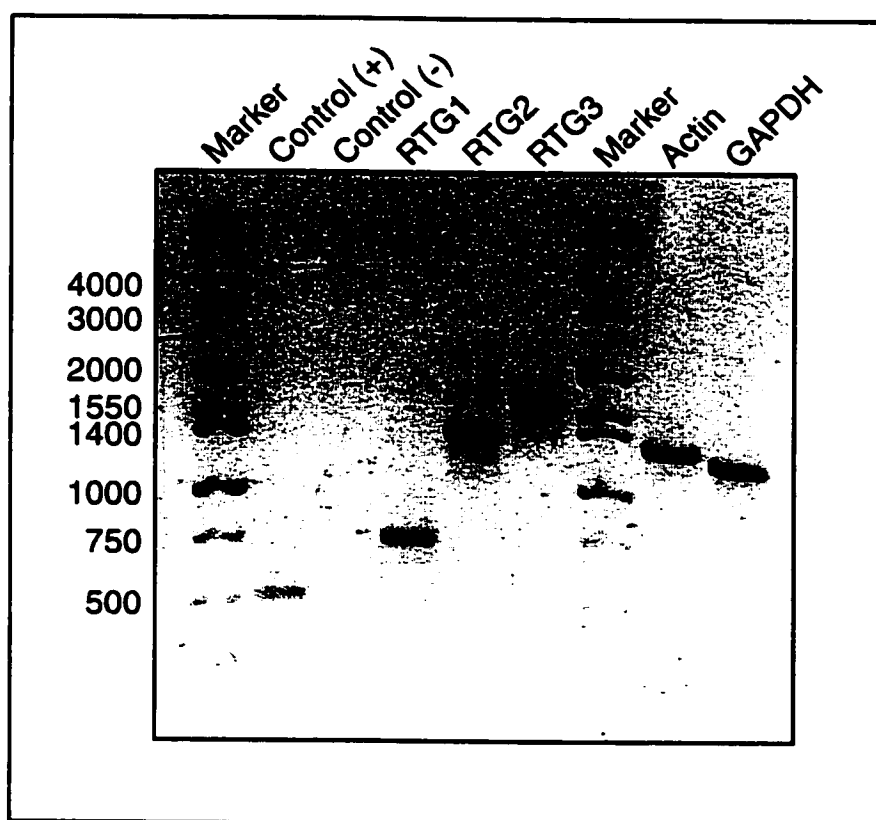 Marker
Control (+)
Control (-)
RTG1
RTG2
RTG3
Marker
Actin
GAPDH
4000
3000
2000
1550
1400
1000
750
500